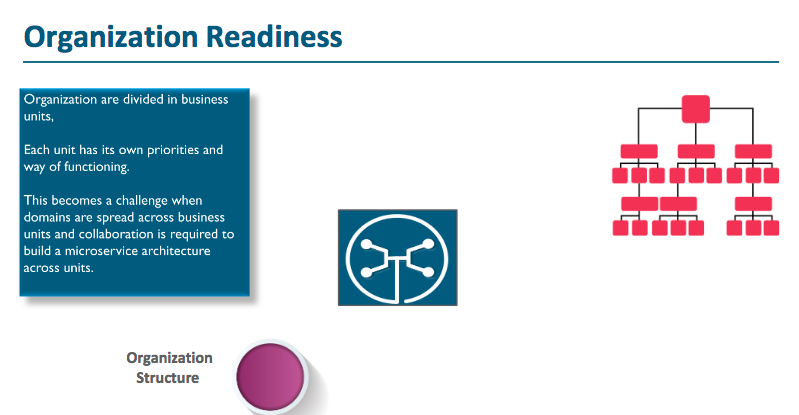 Organization Readiness
Organization are divided in business
units,
Each unit has its own priorities and
way of functioning.
This becomes a challenge when
domains are spread across business
units and collaboration is required to
build a microservice architecture
across units.
Organization
Structure